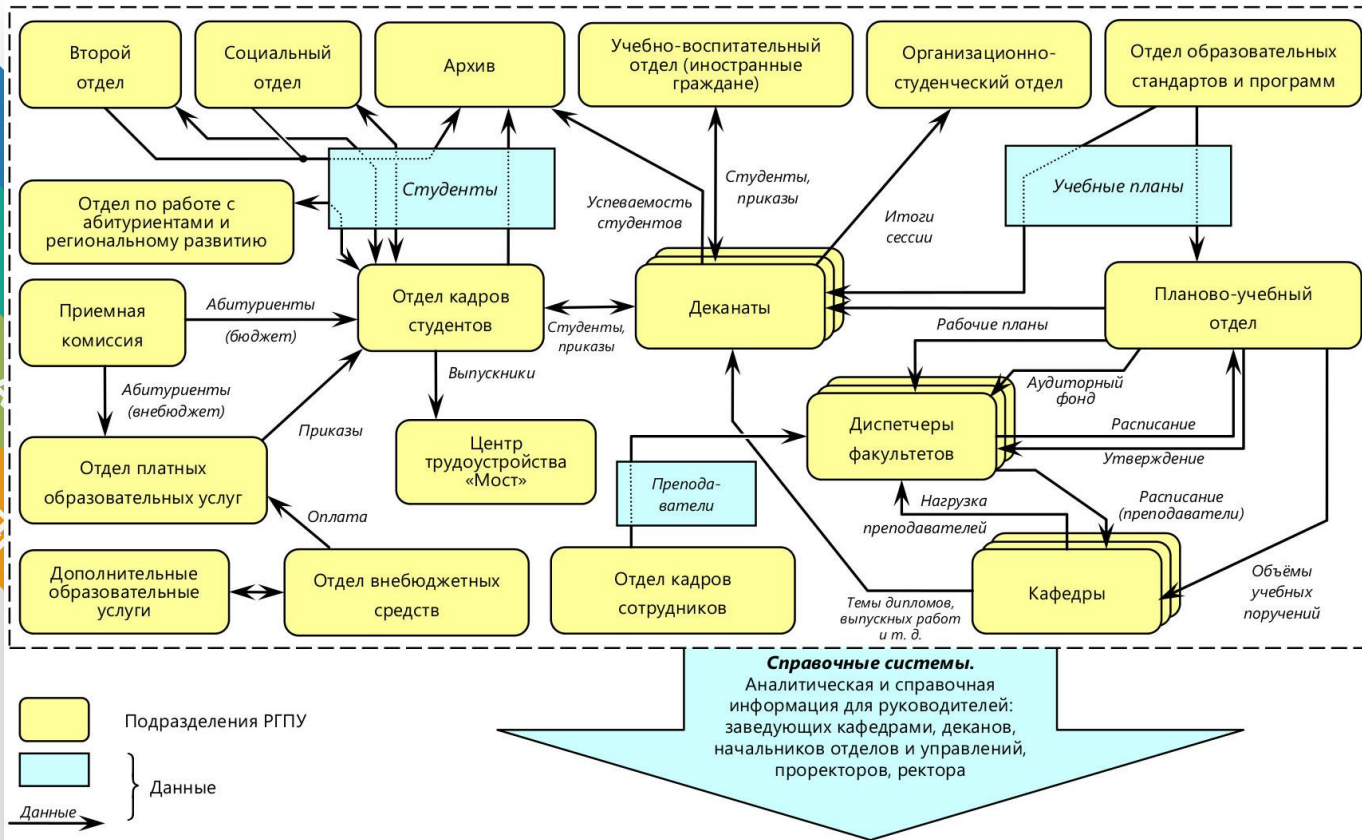 Второй
отдел
Социальный
отдел
Архив
Учебно-воспитательный
отдел (иностранные
граждане)
Организационно-
студенческий отдел
Отдел образовательных
стандартов и программ
Студенты
Учебные планы
Отдел по работе с
абитуриентами и
региональному развитию
Успеваемость
студентов
Студенты,
приказы
Итоги
сессии
Приемная
комиссия
Абитуриенты
(бюджет)
Отдел кадров
студентов
Студенты,
приказы
Деканаты
Планово-учебный
отдел
Рабочие планы
Абитуриенты
(внебюджет)
Выпускники
Аудиторный
фонд
Приказы
Центр
трудоустройства
«Мост»
Диспетчеры
факультетов
Расписание
Утверждение
Отдел платных
образовательных услуг
Препода-
ватели
Нагрузка
преподавателей
Расписание
(преподаватели)
Оплата
Дополнительные
образовательные
услуги
Отдел внебюджетных
средств
Отдел кадров
сотрудников
Темы дипломов,
выпускных работ
и т. д.
Кафедры
Объёмы
учебных
поручений
Справочные системы.
Аналитическая и справочная
информация для руководителей:
заведующих кафедрами, деканов,
начальников отделов и управлений,
проректоров, ректора
Подразделения РГПУ
Данные
Данные